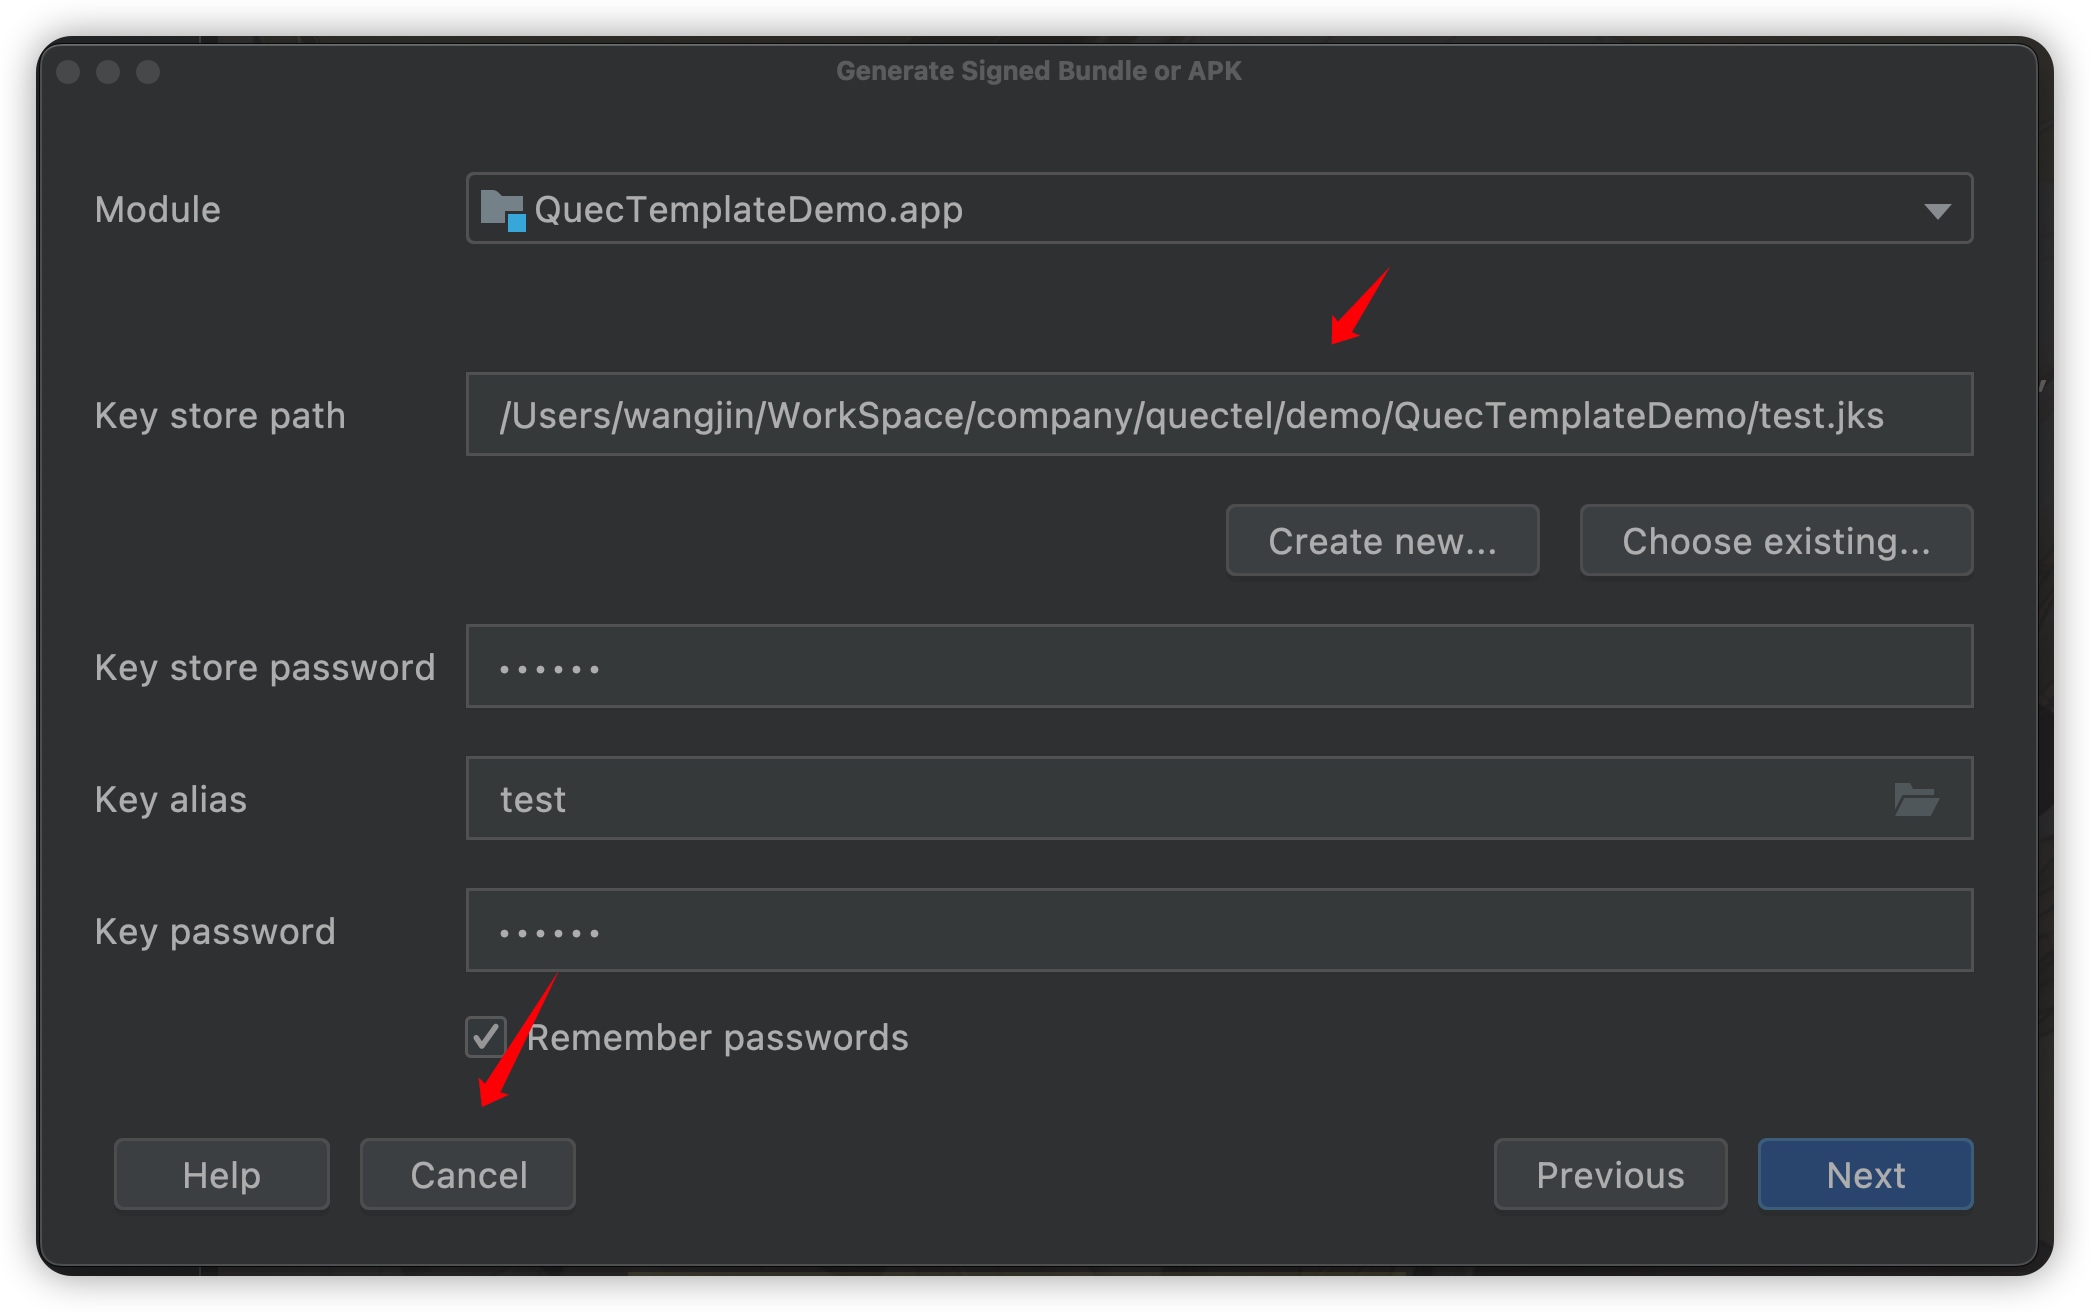 Generate Signed Bundle or APK
Module
QuecTemplateDemo.app
Key store path
/Users/wangjin/WorkSpace/company/quectel/demo/QuecTemplateDemo/test.jks
Create new...
Choose existing...
Key store password
••••••
Key alias
test
Key password
••••••
Remember passwords
Help
Cancel
Previous
Next